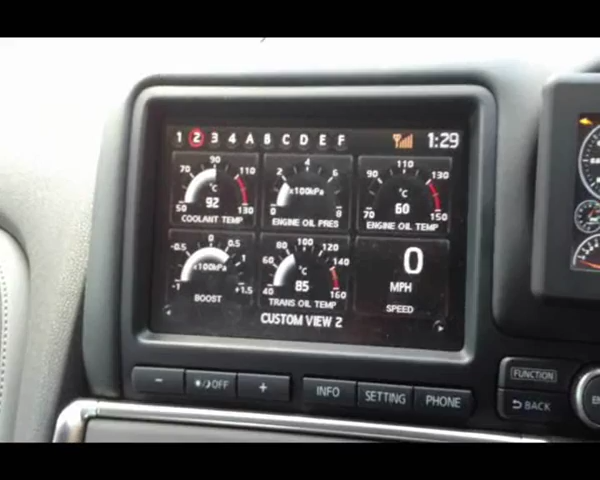 1 2 3 4 A B C D E F 1:29
70 90 110
50 130
°C
92
COOLANT TEMP
2 4 6
0 8
x100kPa
ENGINE OIL PRES
90 110 130
70 150
°C
60
ENGINE OIL TEMP
-0.5 0 0.5
-1 1 +1.5
x100kPa
BOOST
60 80 100 120 140
40 160
°C
85
TRANS OIL TEMP
0
MPH
SPEED
CUSTOM VIEW 2
- OFF + INFO SETTING PHONE
FUNCTION
BACK